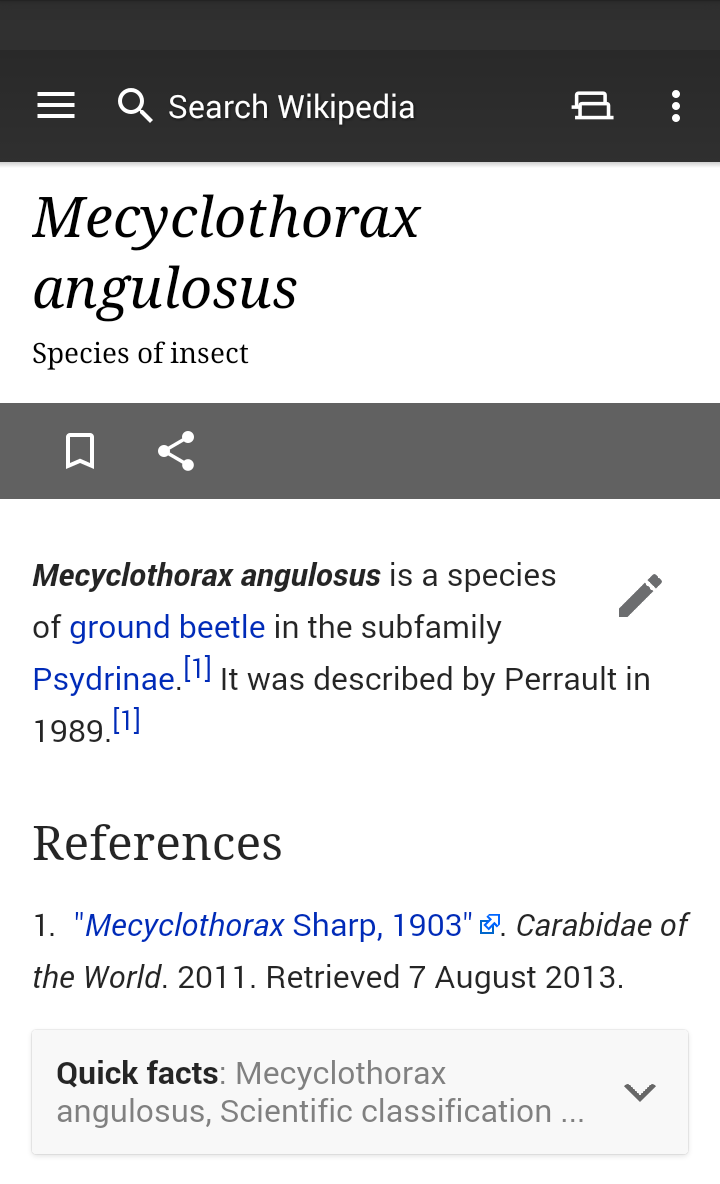 Search Wikipedia
Mecyclothorax
angulosus
Species of insect
Mecyclothorax angulosus is a species
of ground beetle in the subfamily
Psydrinae.[1] It was described by Perrault in
1989.[1]
References
1. "Mecyclothorax Sharp, 1903" . Carabidae of
the World. 2011. Retrieved 7 August 2013.
Quick facts: Mecyclothorax
angulosus, Scientific classification ...